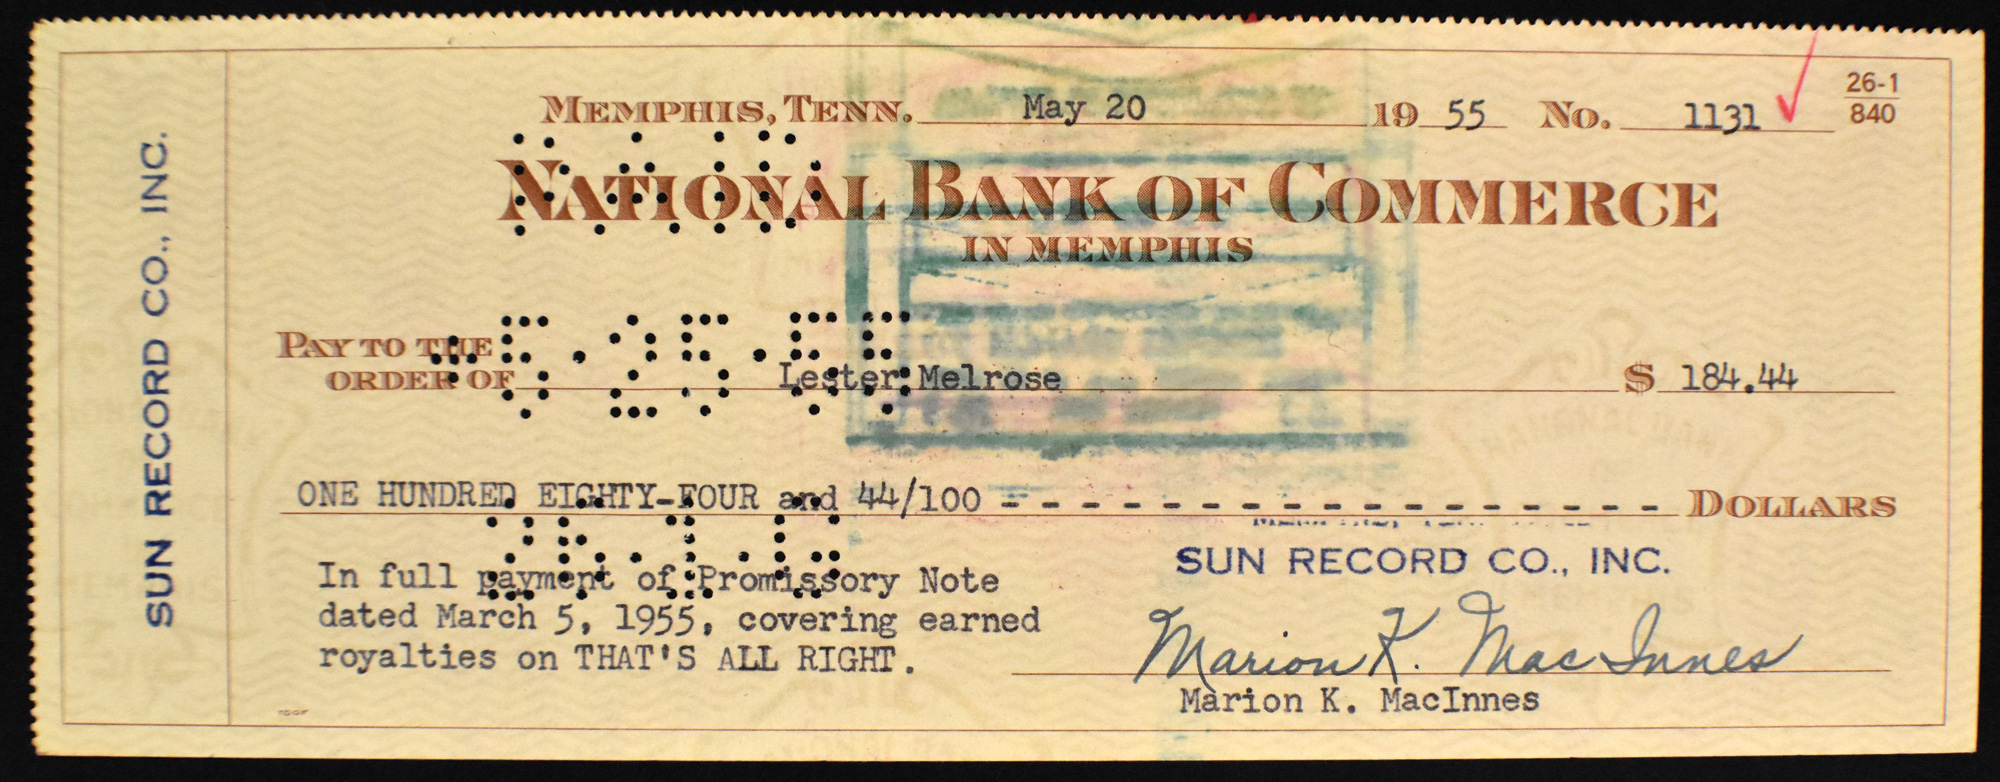 SUN RECORD CO., INC.
MEMPHIS, TENN. May 20 19 55 No. 1131
26-1
840
NATIONAL BANK OF COMMERCE
IN MEMPHIS
PAY TO THE
ORDER OF Lester Melrose $ 184.44
5-25-55
ONE HUNDRED EIGHTY-FOUR and 44/100 - - - - - - - - - - - - - - - - - - DOLLARS
SUN RECORD CO., INC.
In full payment of Promissory Note
dated March 5, 1955, covering earned
royalties on THAT'S ALL RIGHT.
Marion K. MacInnes
Marion K. MacInnes